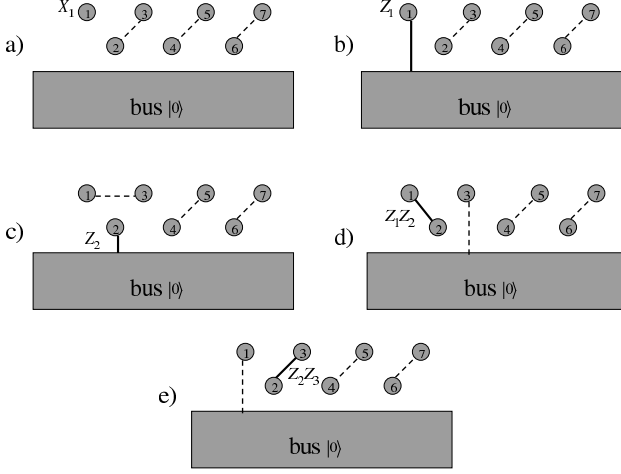 X₁ 1 3 5 7
a) 2 4 6
bus |0⟩
Z₁ 1 3 5 7
b) 2 4 6
bus |0⟩
1 3 5 7
c) 2 4 6
Z₂
bus |0⟩
1 3 5 7
d) Z₁Z₂ 2 4 6
bus |0⟩
1 3 5 7
e) 2 Z₂Z₃ 4 6
bus |0⟩